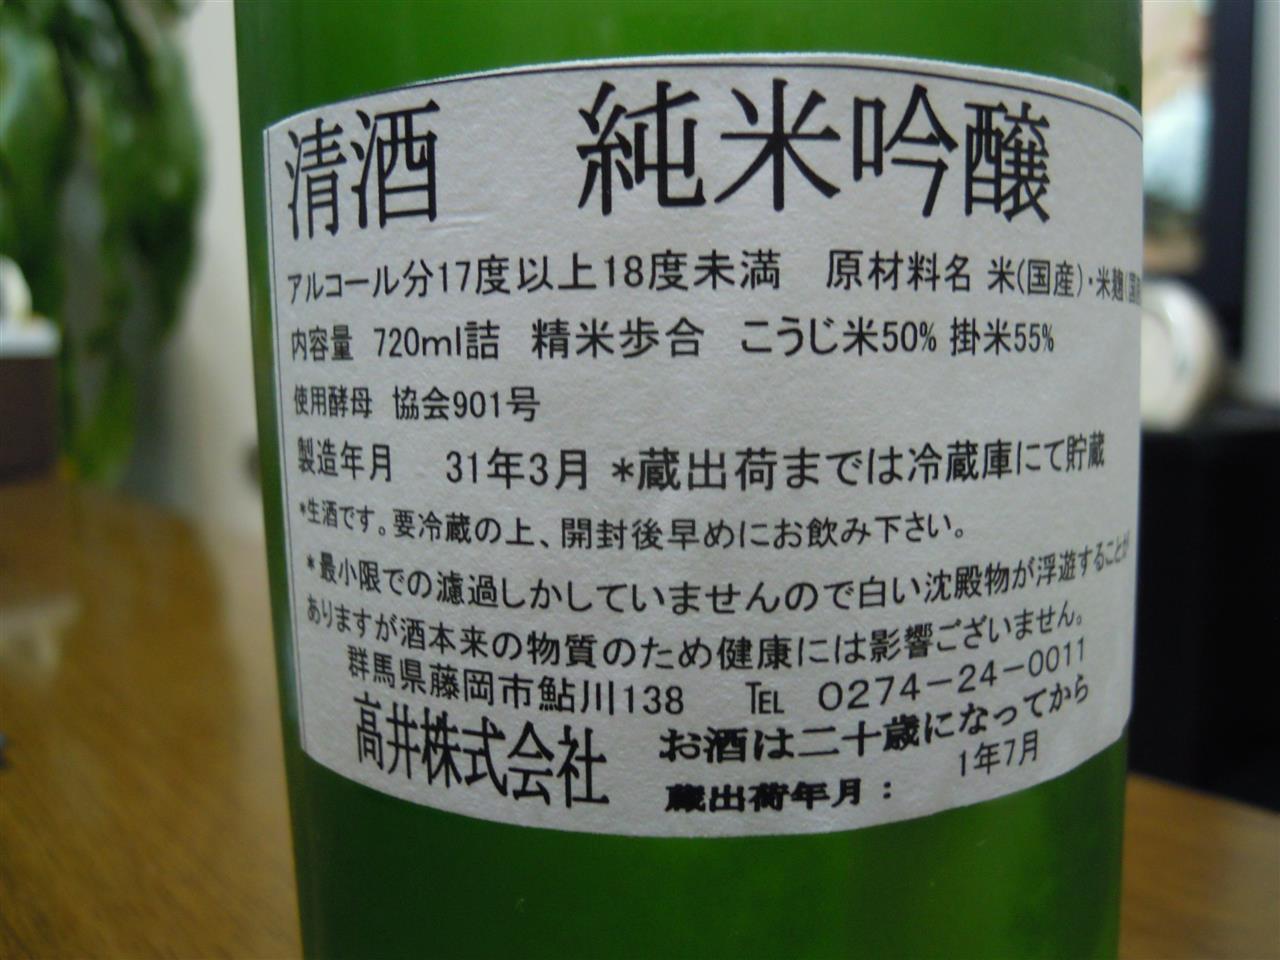 清酒　純米吟醸
アルコール分17度以上18度未満　原材料名 米(国産)・米麹(国
内容量　720ml詰　精米歩合　こうじ米50% 掛米55%
使用酵母　協会901号
製造年月　31年3月 *蔵出荷までは冷蔵庫にて貯蔵
*生酒です。要冷蔵の上、開封後早めにお飲み下さい。
*最小限での濾過しかしていませんので白い沈殿物が浮遊することが
ありますが酒本来の物質のため健康には影響ございません。
群馬県藤岡市鮎川138　TEL　0274－24－0011
高井株式会社　お酒は二十歳になってから
蔵出荷年月：　1年7月